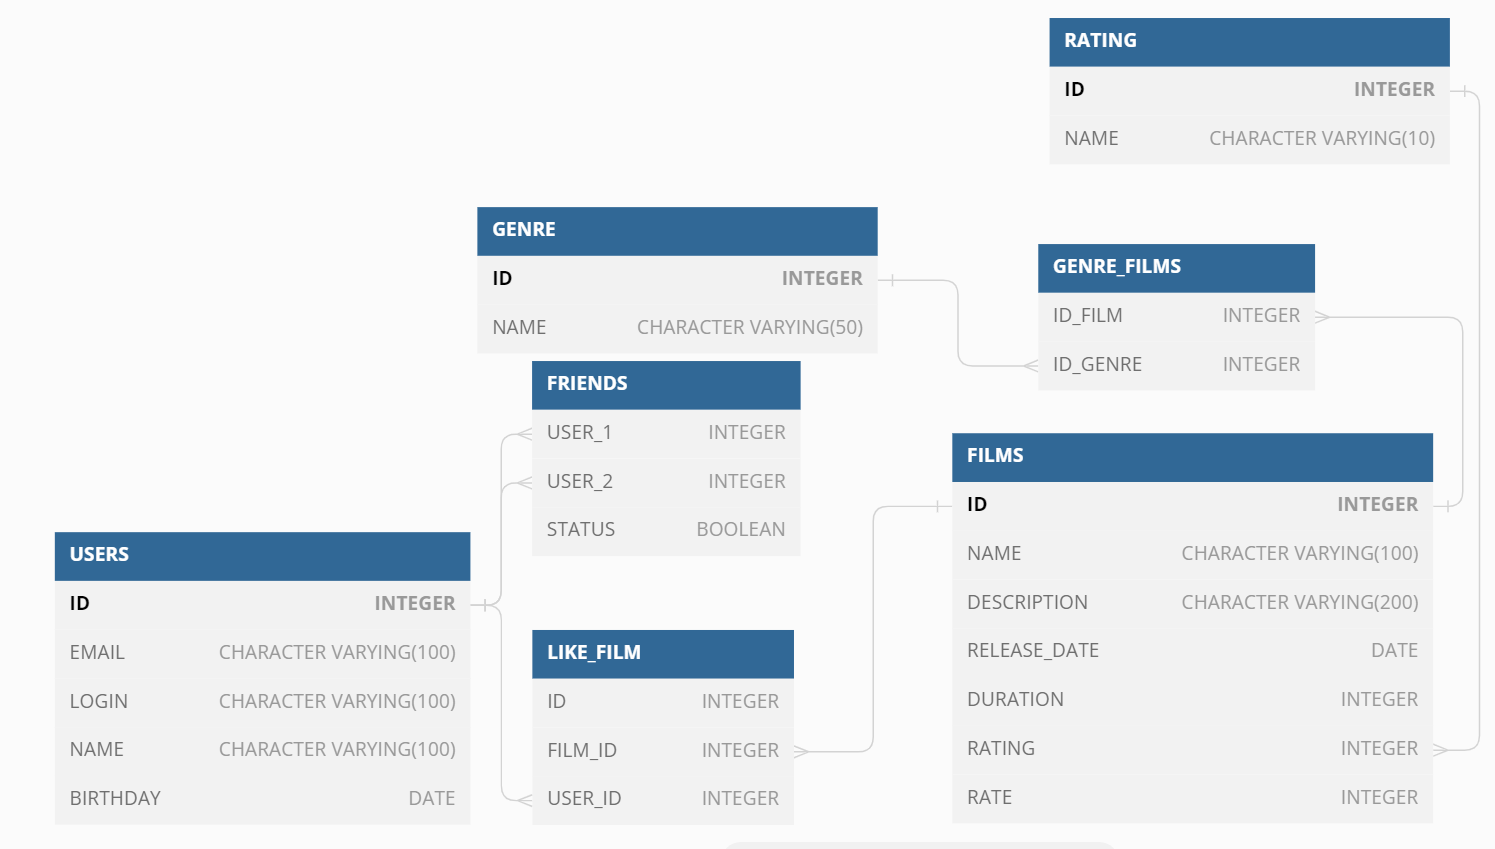 RATING
ID INTEGER
NAME CHARACTER VARYING(10)
GENRE
ID INTEGER
NAME CHARACTER VARYING(50)
GENRE_FILMS
ID_FILM INTEGER
ID_GENRE INTEGER
FRIENDS
USER_1 INTEGER
USER_2 INTEGER
STATUS BOOLEAN
FILMS
ID INTEGER
NAME CHARACTER VARYING(100)
DESCRIPTION CHARACTER VARYING(200)
RELEASE_DATE DATE
DURATION INTEGER
RATING INTEGER
RATE INTEGER
USERS
ID INTEGER
EMAIL CHARACTER VARYING(100)
LOGIN CHARACTER VARYING(100)
NAME CHARACTER VARYING(100)
BIRTHDAY DATE
LIKE_FILM
ID INTEGER
FILM_ID INTEGER
USER_ID INTEGER